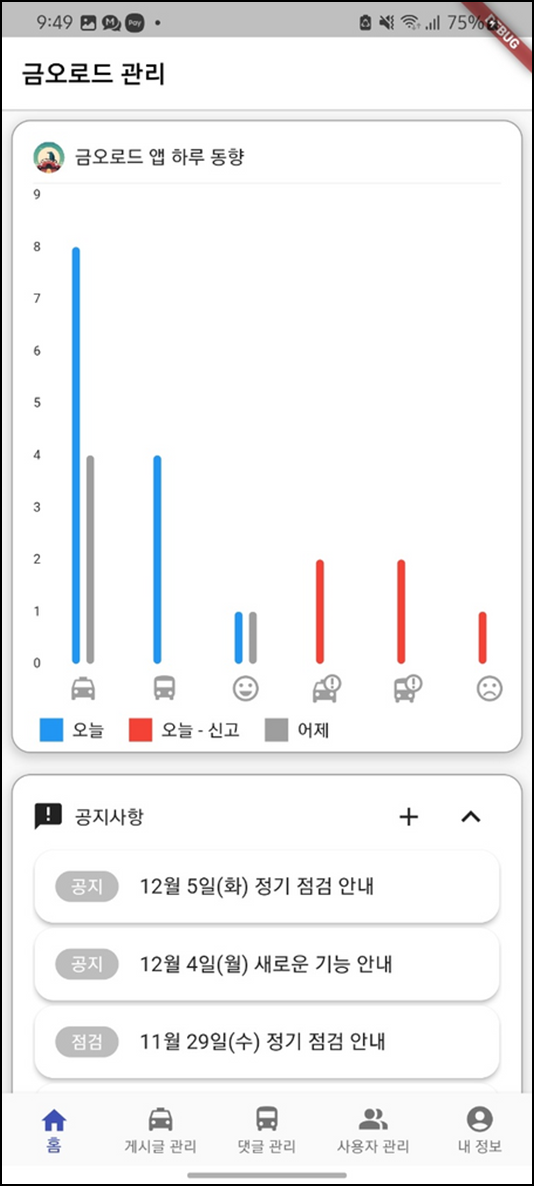 9:49 M Pay • 75%
DEBUG
금오로드 관리
금오로드 앱 하루 동향
9
8
7
6
5
4
3
2
1
0
오늘 오늘 - 신고 어제
공지사항
공지 12월 5일(화) 정기 점검 안내
공지 12월 4일(월) 새로운 기능 안내
점검 11월 29일(수) 정기 점검 안내
홈 게시글 관리 댓글 관리 사용자 관리 내 정보